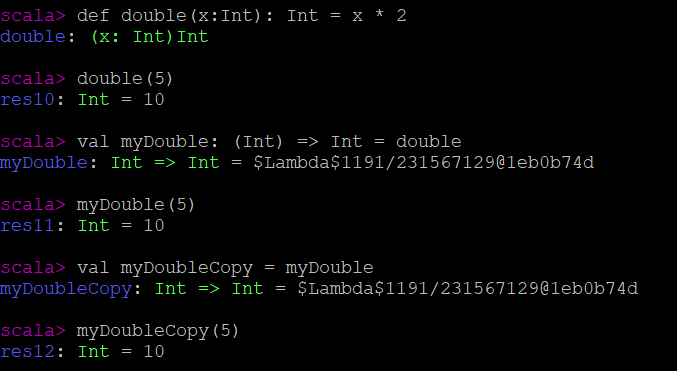 scala> def double(x:Int): Int = x * 2
double: (x: Int)Int
scala> double(5)
res10: Int = 10
scala> val myDouble: (Int) => Int = double
myDouble: Int => Int = $Lambda$1191/231567129@1eb0b74d
scala> myDouble(5)
res11: Int = 10
scala> val myDoubleCopy = myDouble
myDoubleCopy: Int => Int = $Lambda$1191/231567129@1eb0b74d
scala> myDoubleCopy(5)
res12: Int = 10